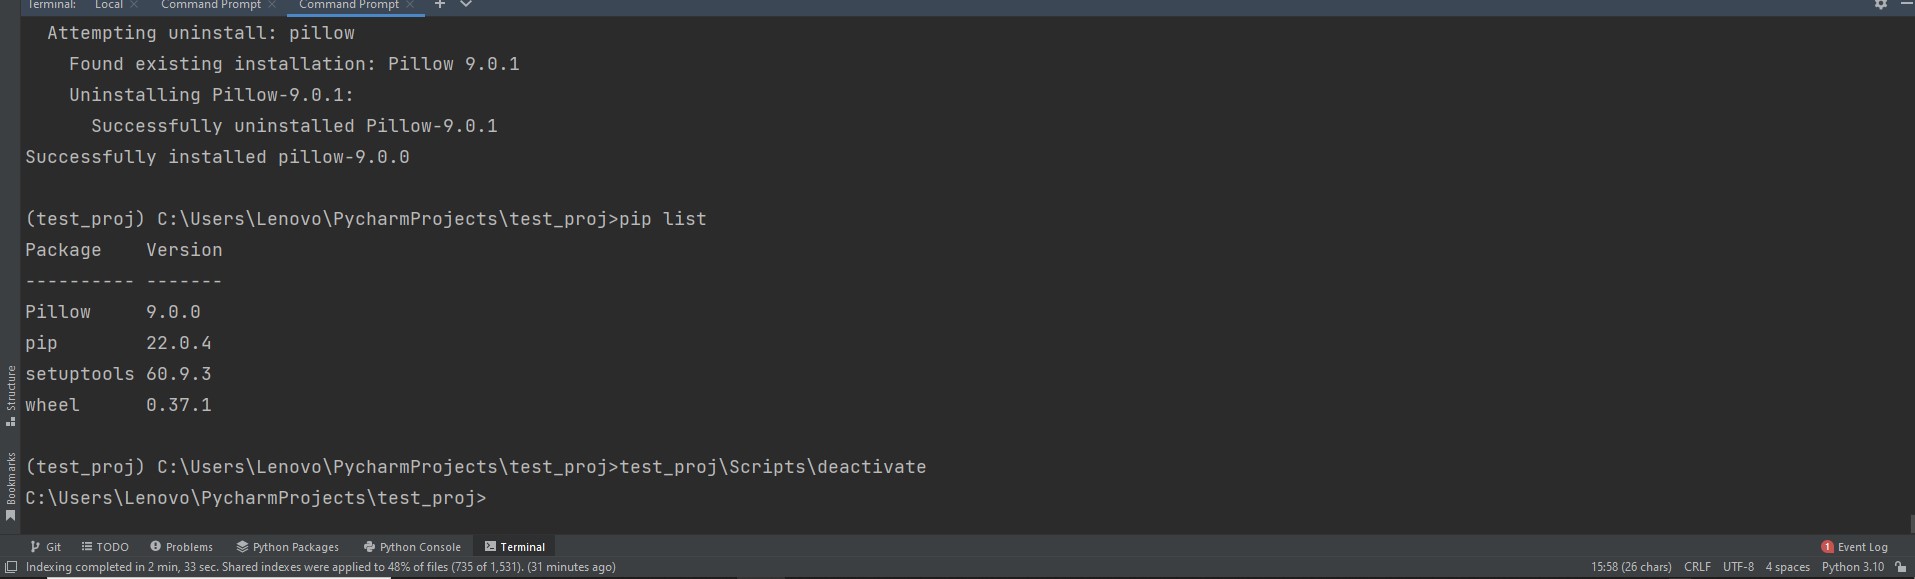 Terminal: Local × Command Prompt × Command Prompt × +
Attempting uninstall: pillow
Found existing installation: Pillow 9.0.1
Uninstalling Pillow-9.0.1:
Successfully uninstalled Pillow-9.0.1
Successfully installed pillow-9.0.0
(test_proj) C:\Users\Lenovo\PycharmProjects\test_proj>pip list
Package Version
---------- -------
Pillow 9.0.0
pip 22.0.4
setuptools 60.9.3
wheel 0.37.1
(test_proj) C:\Users\Lenovo\PycharmProjects\test_proj>test_proj\Scripts\deactivate
C:\Users\Lenovo\PycharmProjects\test_proj>
Structure
Bookmarks
Git TODO Problems Python Packages Python Console Terminal 1 Event Log
Indexing completed in 2 min, 33 sec. Shared indexes were applied to 48% of files (735 of 1,531). (31 minutes ago) 15:58 (26 chars) CRLF UTF-8 4 spaces Python 3.10